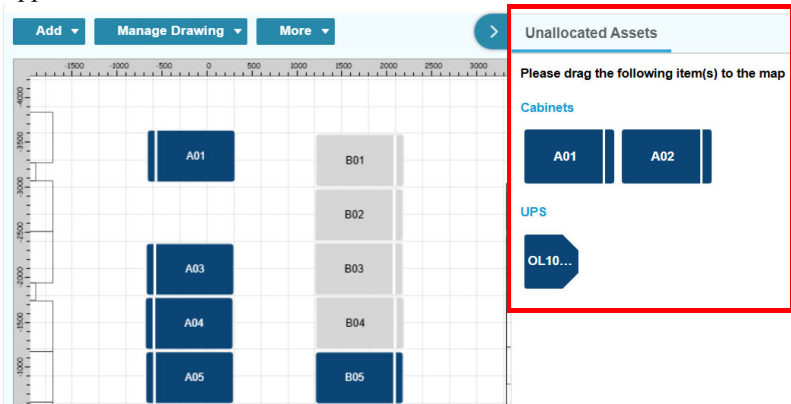 Add Manage Drawing More
Unallocated Assets
-1500 -1000 -500 0 500 1000 1500 2000 2500 3000
Please drag the following item(s) to the map
-4000
Cabinets
-3500
A01 B01 A01 A02
-3000
B02 UPS
-2500
OL10...
-2000
A03 B03
-1500
A04 B04
-1000
A05 B05